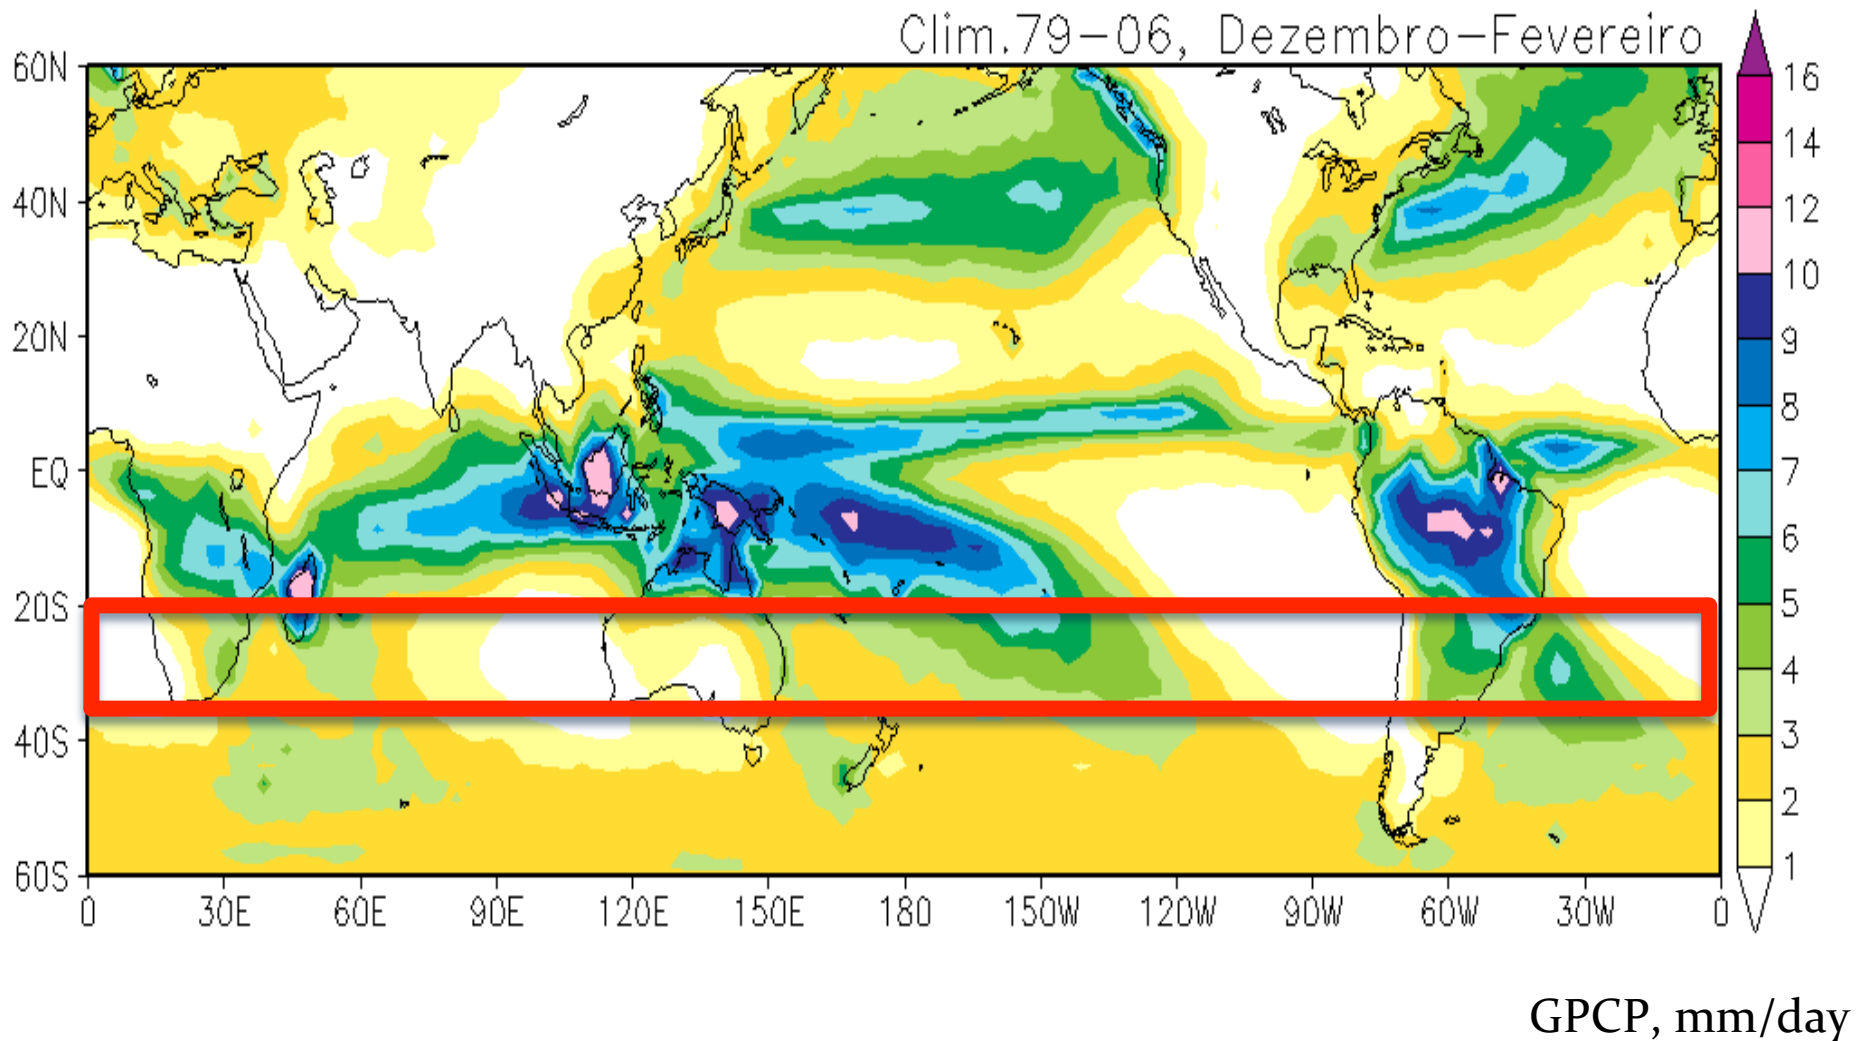 Clim.79-06, Dezembro-Fevereiro
60N
40N
20N
EQ
20S
40S
60S
0 30E 60E 90E 120E 150E 180 150W 120W 90W 60W 30W 0
16
14
12
10
9
8
7
6
5
4
3
2
1
GPCP, mm/day